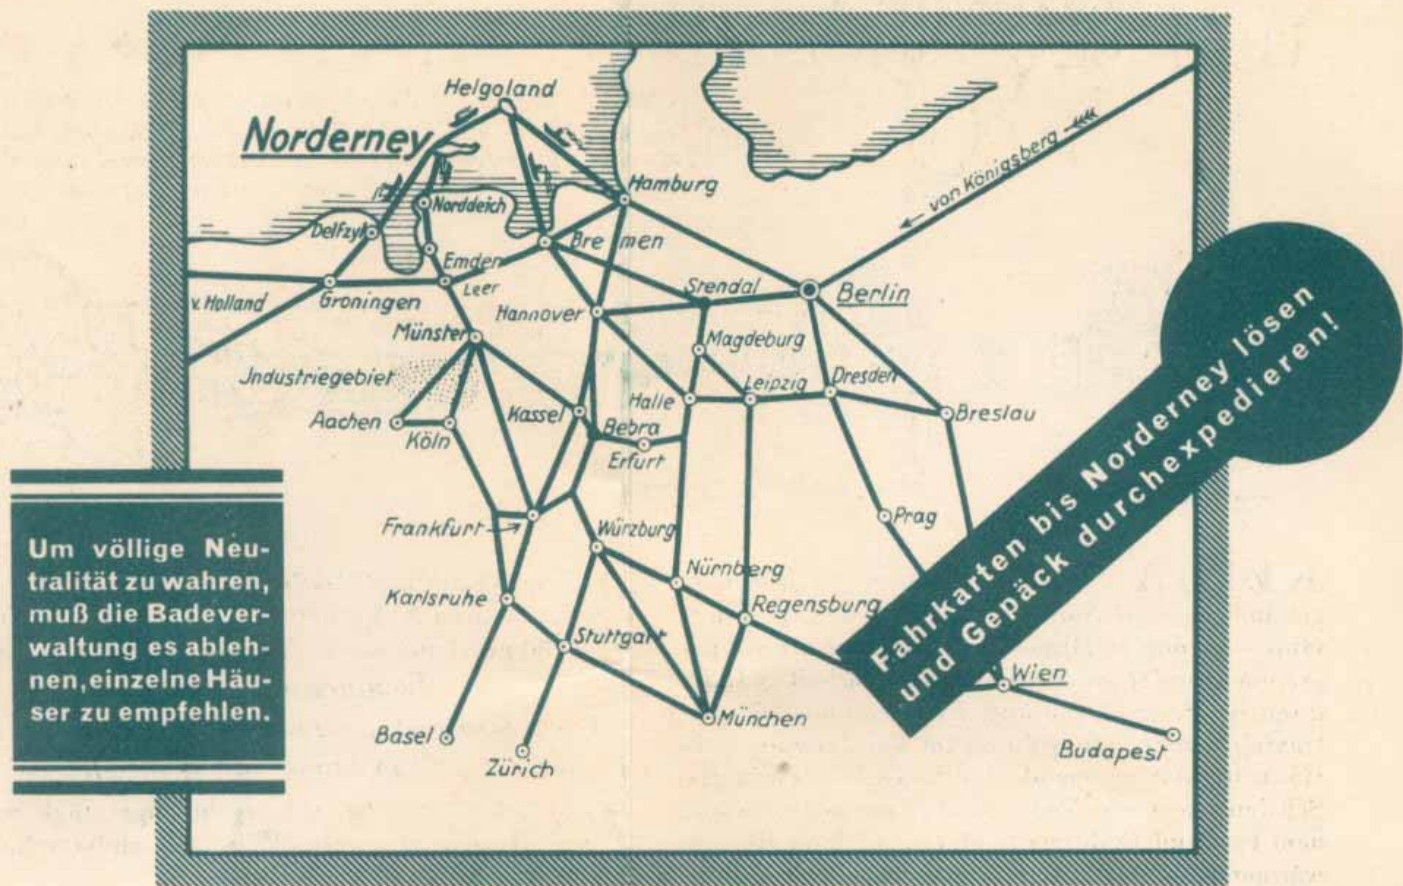 Helgoland
Norderney
Hamburg
von Königsberg
Norddeich
Delfzyl
Bremen
Emden
Leer
Stendal
Berlin
v. Holland
Groningen
Hannover
Münster
Magdeburg
Jndustriegebiet
Leipzig
Dresden
Halle
Kassel
Breslau
Aachen
Köln
Bebra
Erfurt
Frankfurt
Würzburg
Prag
Nürnberg
Karlsruhe
Regensburg
Stuttgart
Wien
München
Basel
Zürich
Budapest
Um völlige Neu-
tralität zu wahren,
muß die Badever-
waltung es ableh-
nen, einzelne Häu-
ser zu empfehlen.
Fahrkarten bis Norderney lösen
und Gepäck durchexpedieren!